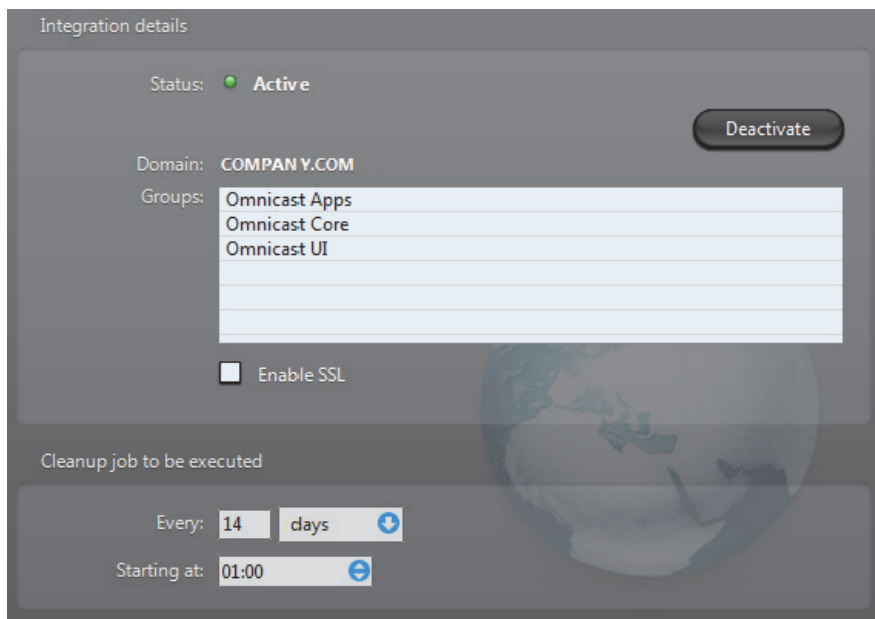 Integration details
Status: Active
Deactivate
Domain: COMPANY.COM
Groups: Omnicast Apps
Omnicast Core
Omnicast UI
Enable SSL
Cleanup job to be executed
Every: 14 days
Starting at: 01:00